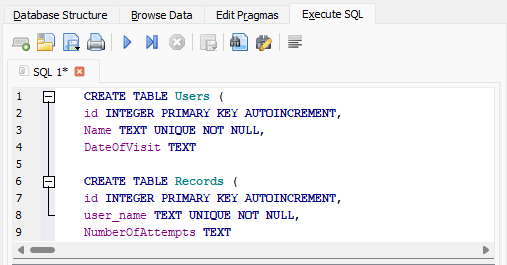 Database Structure Browse Data Edit Pragmas Execute SQL
SQL 1*
1 CREATE TABLE Users (
2 id INTEGER PRIMARY KEY AUTOINCREMENT,
3 Name TEXT UNIQUE NOT NULL,
4 DateOfVisit TEXT
5
6 CREATE TABLE Records (
7 id INTEGER PRIMARY KEY AUTOINCREMENT,
8 user_name TEXT UNIQUE NOT NULL,
9 NumberOfAttempts TEXT